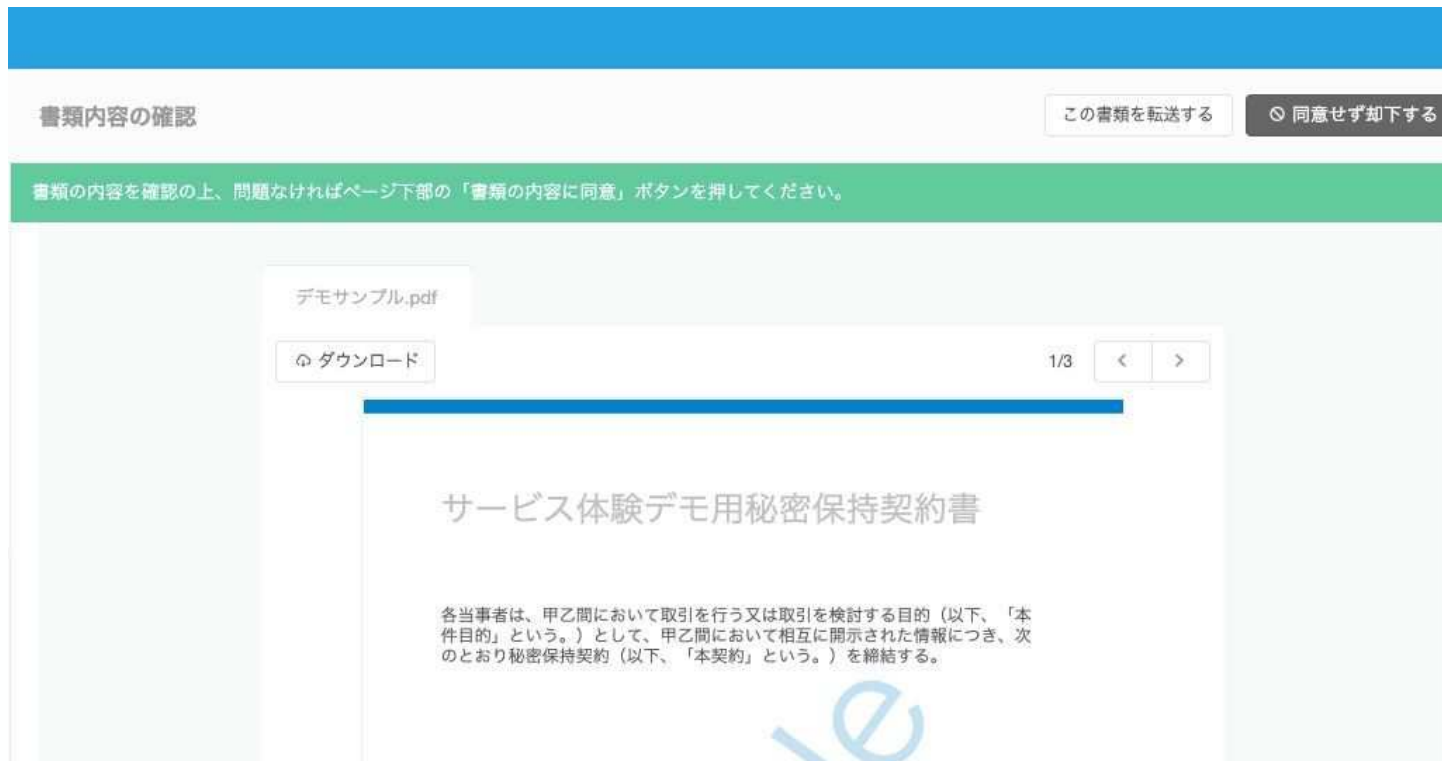 書類内容の確認
この書類を転送する
同意せず却下する
書類の内容を確認の上、問題なければページ下部の「書類の内容に同意」ボタンを押してください。
デモサンプル.pdf
ダウンロード
1/3
サービス体験デモ用秘密保持契約書
各当事者は、甲乙間において取引を行う又は取引を検討する目的（以下、「本
件目的」という。）として、甲乙間において相互に開示された情報につき、次
のとおり秘密保持契約（以下、「本契約」という。）を締結する。
le